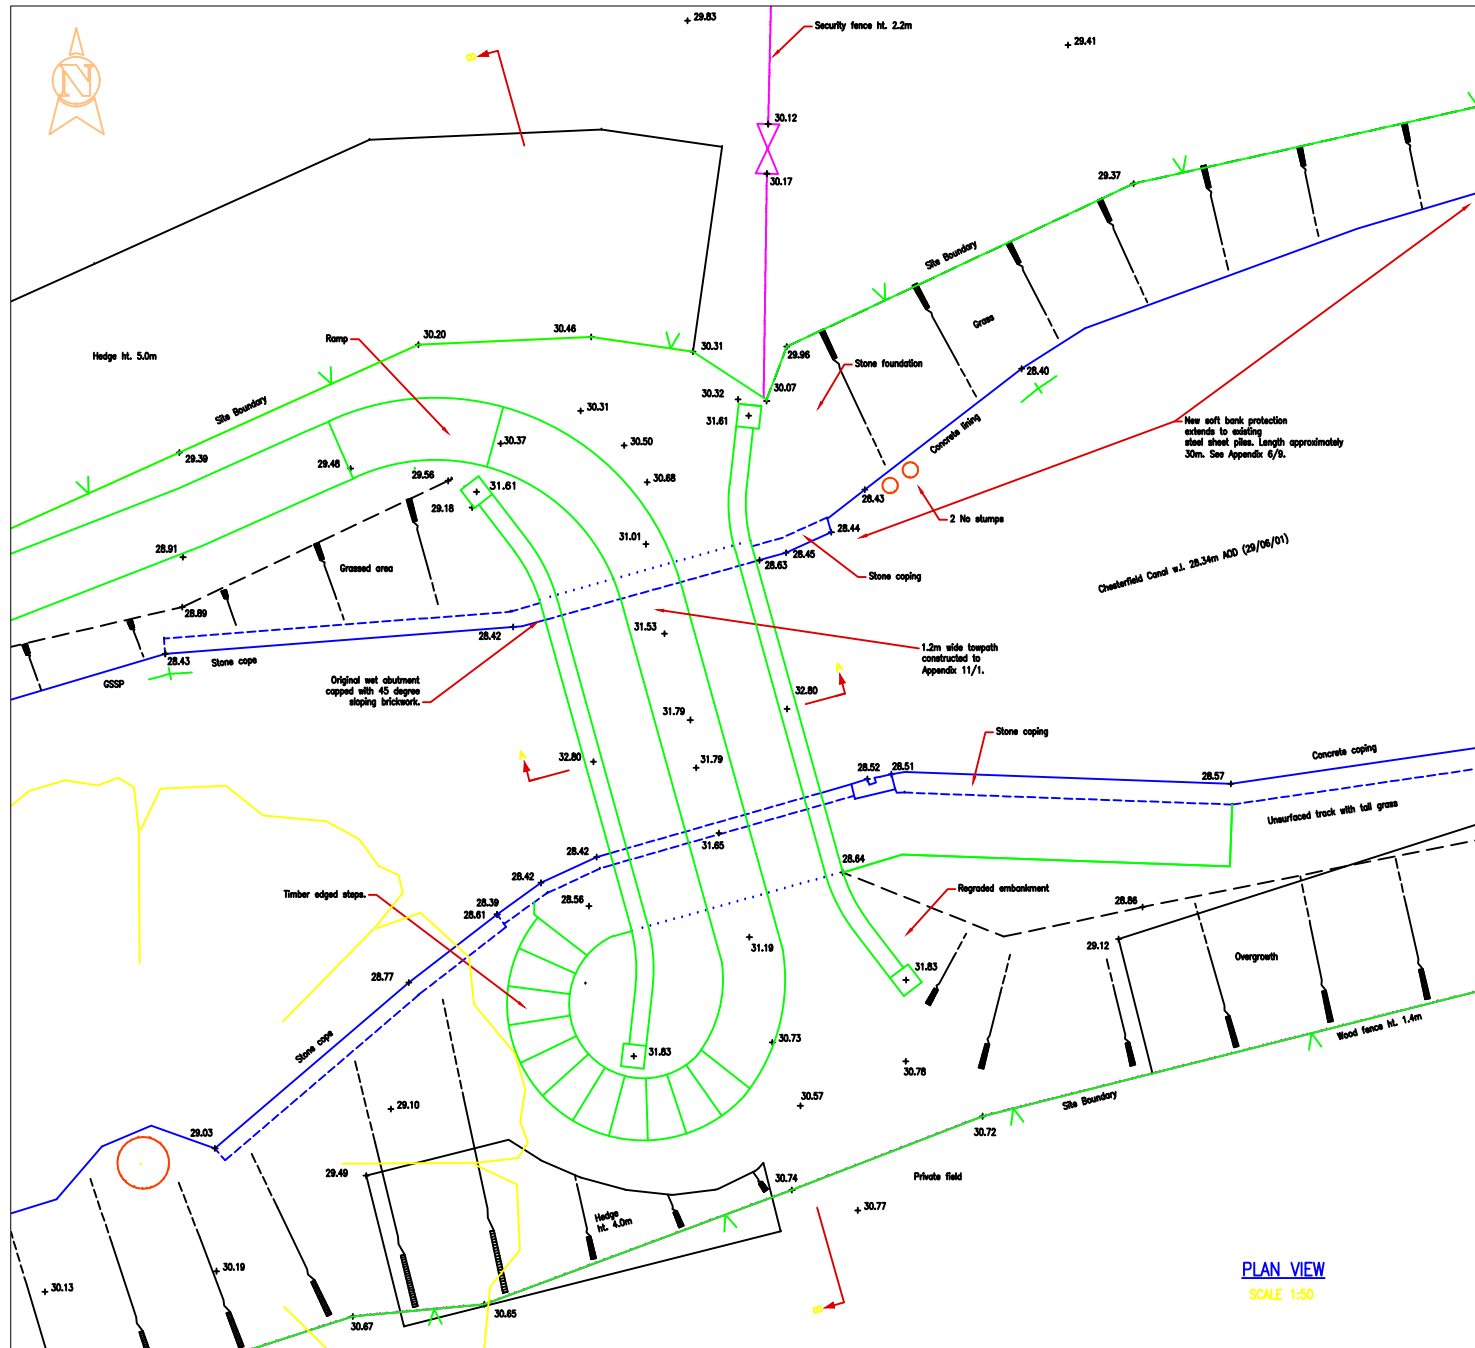 29.83
Security fence ht. 2.2m
29.41
B
N
30.12
30.17
29.37
Site Boundary
Grass
30.20
30.46
30.31
Ramp
Hedge ht. 5.0m
29.96
Stone foundation
28.40
30.32
30.07
31.61
Site Boundary
30.31
30.37
30.50
29.39
29.48
29.56
30.68
New soft bank protection
extends to existing
steel sheet piles. Length approximately
30m. See Appendix 6/9.
Concrete lining
31.61
29.18
28.43
2 No stumps
28.44
28.45
31.01
28.91
Grassed area
28.63
Stone coping
Chesterfield Canal w.l. 28.34m AOD (29/06/01)
28.89
28.42
31.53
28.43
Stone cope
GSSP
1.2m wide towpath
constructed to
Appendix 11/1.
Original wet abutment
capped with 45 degree
sloping brickwork.
A
32.80
31.79
Stone coping
A
32.80
31.79
28.52
28.51
28.57
Concrete coping
Unsurfaced track with tall grass
31.65
28.42
28.42
28.64
Timber edged steps.
28.39
28.61
28.56
Regraded embankment
28.86
29.12
31.19
Overgrowth
28.77
31.83
Stone cope
31.83
30.73
30.78
Wood fence ht. 1.4m
29.10
30.57
Site Boundary
30.72
29.03
29.49
30.74
Private field
30.77
Hedge
ht. 4.0m
30.19
30.13
PLAN VIEW
SCALE 1:50
30.67
30.65
B